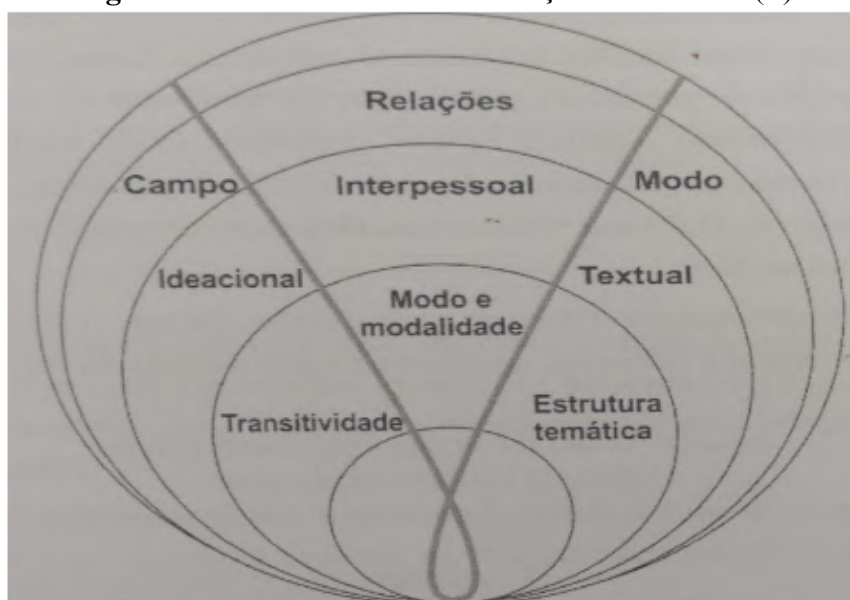 Relações
Campo
Interpessoal
Modo
Ideacional
Textual
Modo e
modalidade
Transitividade
Estrutura
temática